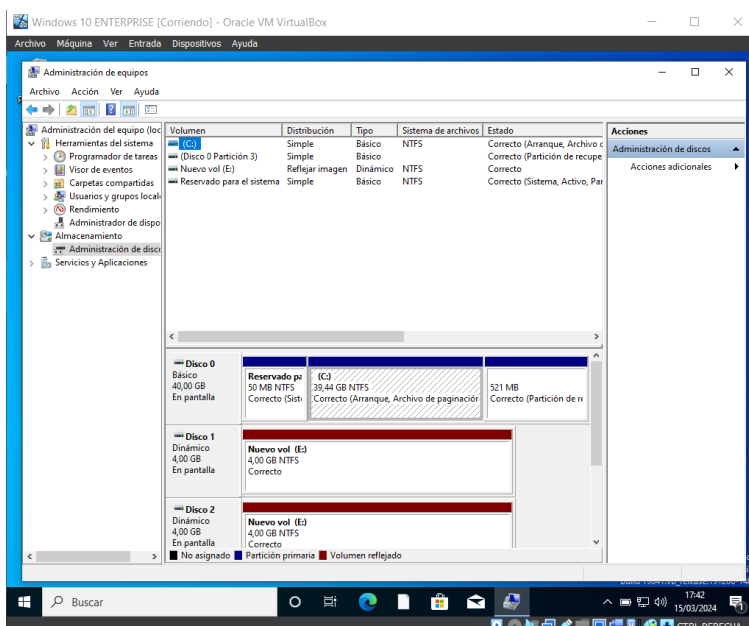 Windows 10 ENTERPRISE [Corriendo] - Oracle VM VirtualBox
Archivo Máquina Ver Entrada Dispositivos Ayuda
Administración de equipos
Archivo Acción Ver Ayuda
Administración del equipo (loc
Herramientas del sistema
Programador de tareas
Visor de eventos
Carpetas compartidas
Usuarios y grupos locale
Rendimiento
Administrador de dispo
Almacenamiento
Administración de disco
Servicios y Aplicaciones
Volumen Distribución Tipo Sistema de archivos Estado
(C:) Simple Básico NTFS Correcto (Arranque, Archivo d
(Disco 0 Partición 3) Simple Básico Correcto (Partición de recupe
Nuevo vol (E:) Reflejar imagen Dinámico NTFS Correcto
Reservado para el sistema Simple Básico NTFS Correcto (Sistema, Activo, Par
Acciones
Administración de discos
Acciones adicionales
Disco 0
Básico
40,00 GB
En pantalla
Reservado pa
50 MB NTFS
Correcto (Siste
(C:)
39,44 GB NTFS
Correcto (Arranque, Archivo de paginación
521 MB
Correcto (Partición de re
Disco 1
Dinámico
4,00 GB
En pantalla
Nuevo vol (E:)
4,00 GB NTFS
Correcto
Disco 2
Dinámico
4,00 GB
En pantalla
Nuevo vol (E:)
4,00 GB NTFS
Correcto
No asignado Partición primaria Volumen reflejado
Buscar
17:42
15/03/2024
CTRL DERECHA